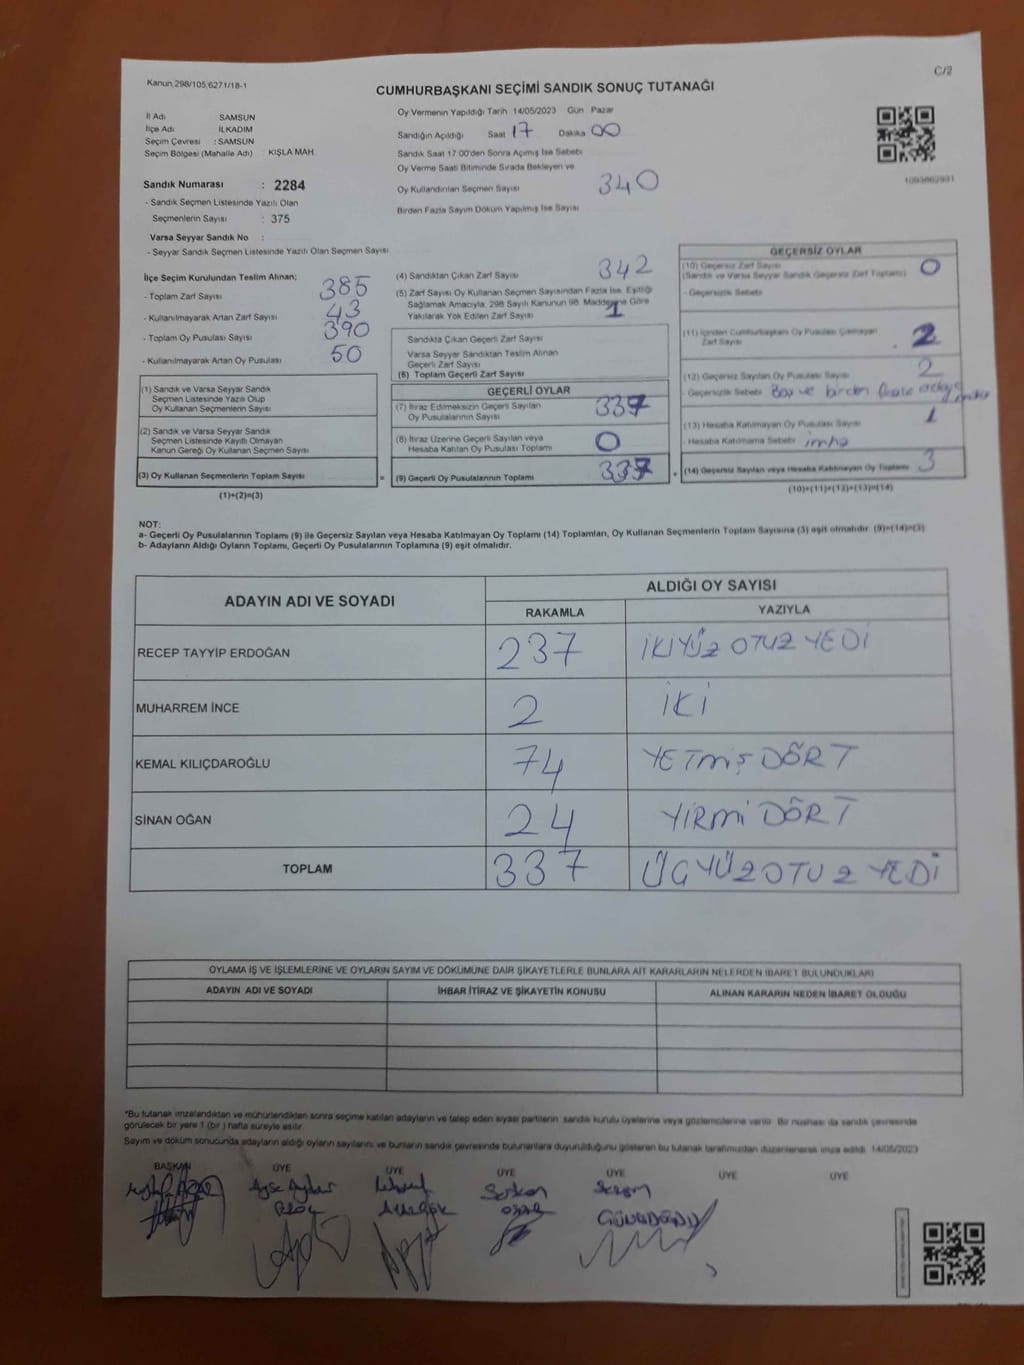 C/2
Kanun 298/105,6271/18-1
CUMHURBAŞKANI SEÇİMİ SANDIK SONUÇ TUTANAĞI
İl Adı SAMSUN
İlçe Adı İLKADIM
Seçim Çevresi : SAMSUN
Seçim Bölgesi (Mahalle Adı) KIŞLA MAH.
Sandık Numarası : 2284
- Sandık Seçmen Listesinde Yazılı Olan
Seçmenlerin Sayısı : 375
Varsa Seyyar Sandık No :
- Seyyar Sandık Seçmen Listesinde Yazılı Olan Seçmen Sayısı
Oy Vermenin Yapıldığı Tarih 14/05/2023 Gün Pazar
Sandığın Açıldığı Saat 17 Dakika 00
Sandık Saat 17:00'den Sonra Açımış İse Sebebi
Oy Verme Saati Bitiminde Sırada Bekleyen ve
Oy Kullandırılan Seçmen Sayısı 340
Birden Fazla Sayım Döküm Yapılmış İse Sayısı
1093862931
İlçe Seçim Kurulundan Teslim Alınan;
- Toplam Zarf Sayısı 385
- Kullanılmayarak Artan Zarf Sayısı 43
- Toplam Oy Pusulası Sayısı 390
- Kullanılmayarak Artan Oy Pusulası 50
(1) Sandık ve Varsa Seyyar Sandık
Seçmen Listesinde Yazılı Olup
Oy Kullanan Seçmenlerin Sayısı
(2) Sandık ve Varsa Seyyar Sandık
Seçmen Listesinde Kayıtlı Olmayan
Kanun Gereği Oy Kullanan Seçmen Sayısı
(3) Oy Kullanan Seçmenlerin Toplam Sayısı
(1)+(2)=(3)
=
(4) Sandıktan Çıkan Zarf Sayısı 342
(5) Zarf Sayısı Oy Kullanan Seçmen Sayısından Fazla İse, Eşitliği
Sağlamak Amacıyla, 298 Sayılı Kanunun 98. Maddesine Göre
Yakılarak Yok Edilen Zarf Sayısı 1
Sandıkta Çıkan Geçerli Zarf Sayısı
Varsa Seyyar Sandıktan Teslim Alınan
Geçerli Zarf Sayısı
(6) Toplam Geçerli Zarf Sayısı
GEÇERLİ OYLAR
(7) İtiraz Edilmeksizin Geçerli Sayılan
Oy Pusulalarının Sayısı 337
(8) İtiraz Üzerine Geçerli Sayılan veya
Hesaba Katılan Oy Pusulası Toplamı 0
(9) Geçerli Oy Pusulalarının Toplamı 337
+
GEÇERSİZ OYLAR
(10) Geçersiz Zarf Sayısı
(Sandık ve Varsa Seyyar Sandık Geçersiz Zarf Toplamı) 0
- Geçersizlik Sebebi
(11) İçinden Cumhurbaşkanı Oy Pusulası Çıkmayan
Zarf Sayısı 2
(12) Geçersiz Sayılan Oy Pusulası Sayısı 2
Geçersizlik Sebebi Boş ve birden fazla
(13) Hesaba Katılmayan Oy Pusulası Sayısı 1
- Hesaba Katılmama Sebebi imha
(14) Geçersiz Sayılan veya Hesaba Katılmayan Oy Toplamı 3
(10)+(11)+(12)+(13)=(14)
NOT:
a- Geçerli Oy Pusulalarının Toplamı (9) ile Geçersiz Sayılan veya Hesaba Katılmayan Oy Toplamı (14) Toplamları, Oy Kullanan Seçmenlerin Toplam Sayısına (3) eşit olmalıdır. (9)+(14)=(3)
b- Adayların Aldığı Oyların Toplamı, Geçerli Oy Pusulalarının Toplamına (9) eşit olmalıdır.
ADAYIN ADI VE SOYADI ALDIĞI OY SAYISI
RAKAMLA YAZIYLA
RECEP TAYYİP ERDOĞAN 237 İKİYÜZ OTUZ YEDİ
MUHARREM İNCE 2 İKİ
KEMAL KILIÇDAROĞLU 74 YETMİŞ DÖRT
SİNAN OĞAN 24 YİRMİ DÖRT
TOPLAM 337 ÜÇYÜZ OTUZ YEDİ
OYLAMA İŞ VE İŞLEMLERİNE VE OYLARIN SAYIM VE DÖKÜMÜNE DAİR ŞİKAYETLERLE BUNLARA AİT KARARLARIN NELERDEN İBARET BULUNDUKLARI
ADAYIN ADI VE SOYADI İHBAR İTİRAZ VE ŞİKAYETİN KONUSU ALINAN KARARIN NEDEN İBARET OLDUĞU
*Bu tutanak imzalandıktan ve mühürlendikten sonra seçime katılan adayların ve talep eden siyasi partilerin sandık kurulu üyelerine veya gözlemcilerine verilir. Bir nüshası da sandık çevresinde
görülecek bir yere 1 (bir) hafta süreyle asılır.
Sayım ve döküm sonucunda adayların aldığı oyların sayılarını ve bunların sandık çevresinde bulunanlara duyurulduğunu gösteren bu tutanak tarafımızdan düzenlenerek imza edildi. 14/05/2023
BAŞKAN ÜYE ÜYE ÜYE ÜYE ÜYE ÜYE
Ayşe Serkan
GÜNDOĞDU